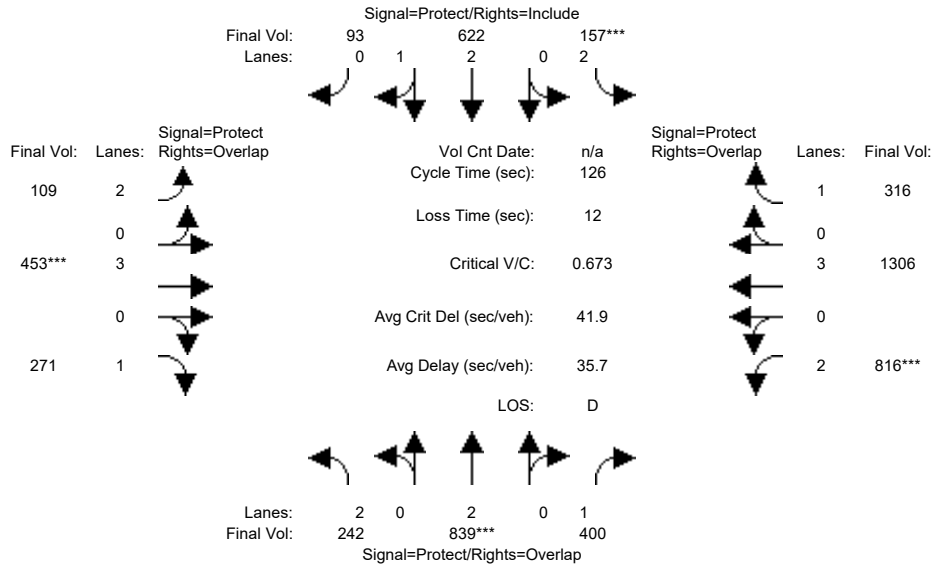 Signal=Protect/Rights=Include
Final Vol: 93 622 157***
Lanes: 0 1 2 0 2
Signal=Protect Signal=Protect
Final Vol: Lanes: Rights=Overlap Vol Cnt Date: n/a Rights=Overlap Lanes: Final Vol:
Cycle Time (sec): 126
109 2 1 316
Loss Time (sec): 12
0 0
453*** 3 Critical V/C: 0.673 3 1306
0 Avg Crit Del (sec/veh): 41.9 0
271 1 Avg Delay (sec/veh): 35.7 2 816***
LOS: D
Lanes: 2 0 2 0 1
Final Vol: 242 839*** 400
Signal=Protect/Rights=Overlap